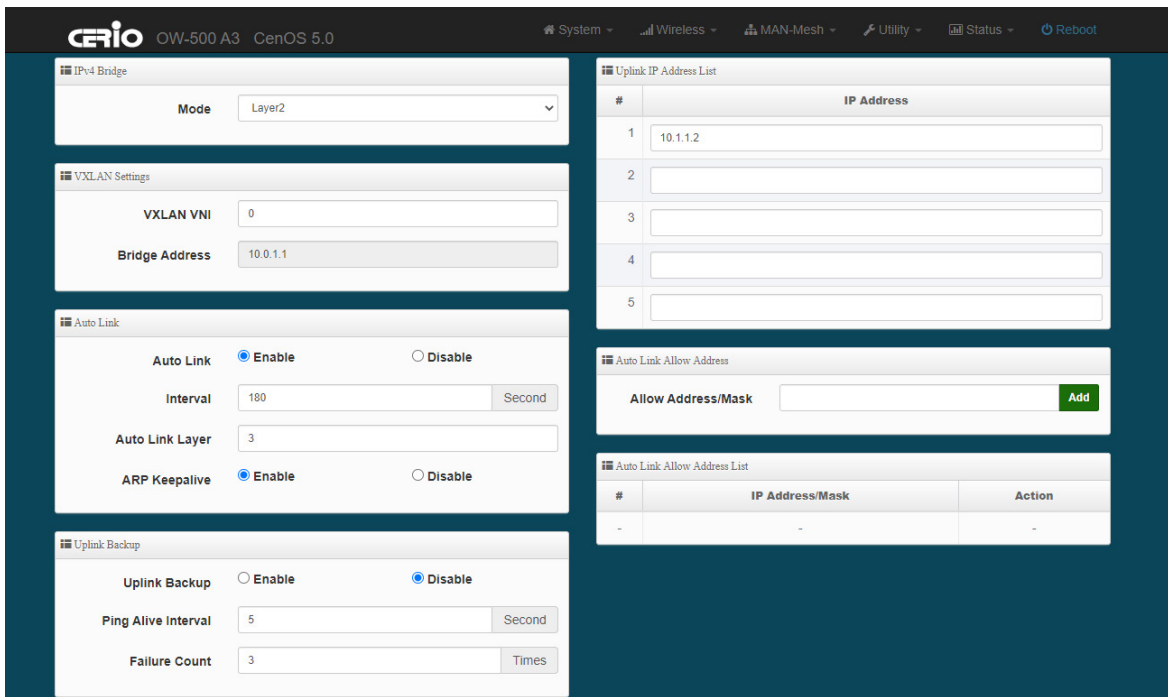 CERIO OW-500 A3 CenOS 5.0 System Wireless MAN-Mesh Utility Status Reboot
IPv4 Bridge
Mode Layer2
VXLAN Settings
VXLAN VNI 0
Bridge Address 10.0.1.1
Auto Link
Auto Link Enable Disable
Interval 180 Second
Auto Link Layer 3
ARP Keepalive Enable Disable
Uplink Backup
Uplink Backup Enable Disable
Ping Alive Interval 5 Second
Failure Count 3 Times
Uplink IP Address List
# IP Address
1 10.1.1.2
2
3
4
5
Auto Link Allow Address
Allow Address/Mask Add
Auto Link Allow Address List
# IP Address/Mask Action
- - -